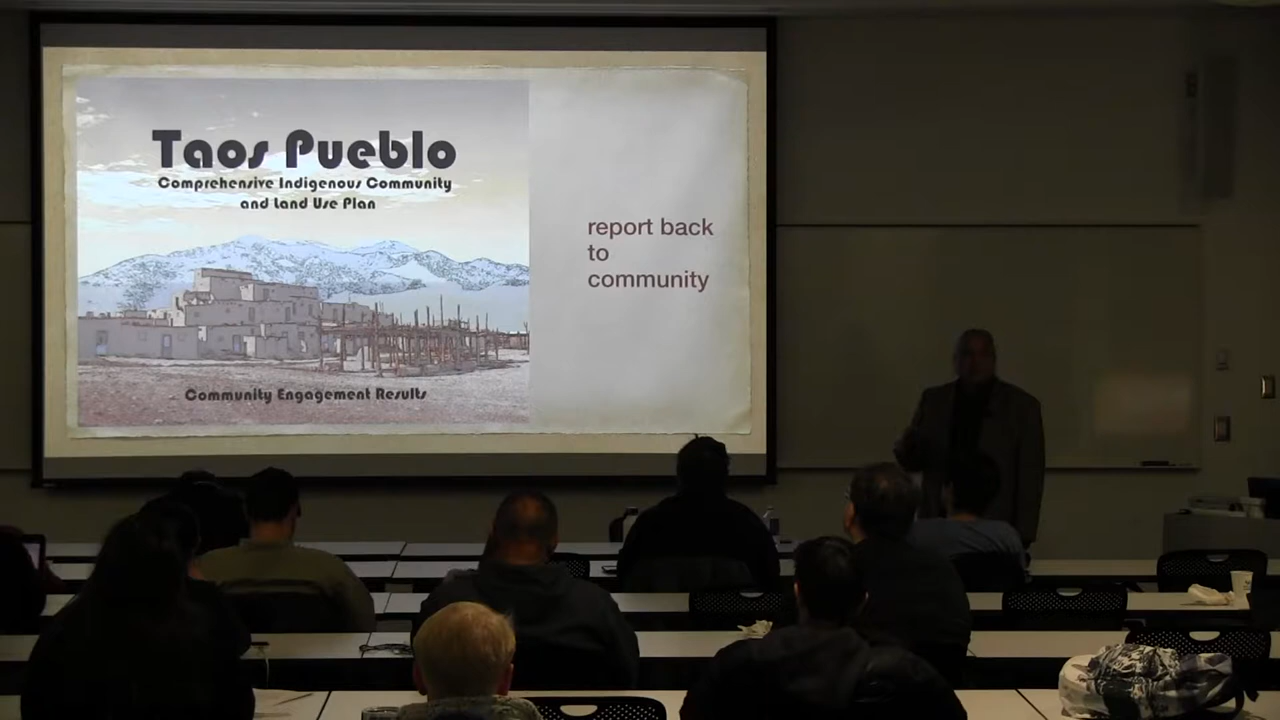 Taos Pueblo
Comprehensive Indigenous Community
and Land Use Plan
Community Engagement Results
report back
to
community